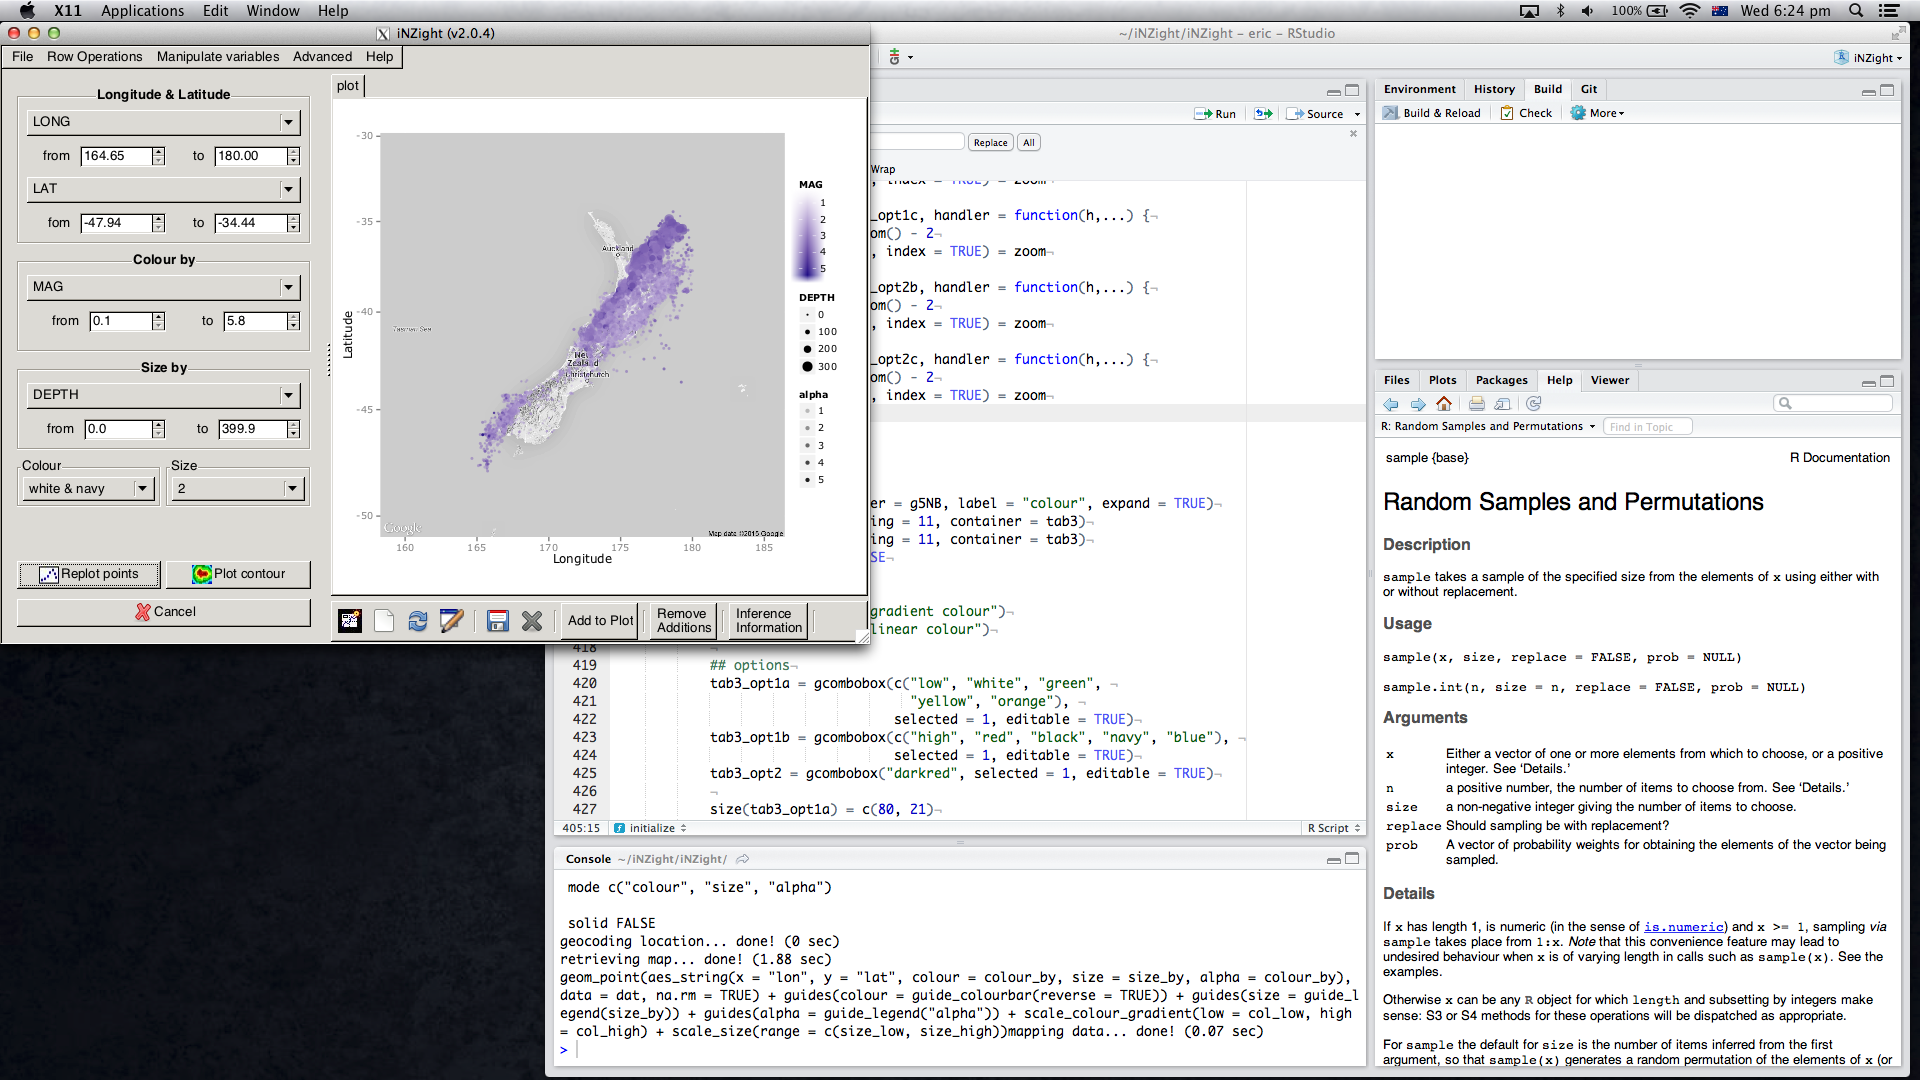 X11 Applications Edit Window Help
100% Wed 6:24 pm
iNZight (v2.0.4)
File Row Operations Manipulate variables Advanced Help
Longitude & Latitude
LONG
from 164.65 to 180.00
LAT
fom -47.94 to -34.44
Colour by
MAG
from 0.1 to 5.8
Size by
DEPTH
from 0.0 to 399.9
Colour Size
white & navy 2
Replot points Plot contour
Cancel
plot
-30
-35
-40
-45
-50
Latitude
160 165 170 175 180 185
Longitude
Auckland
Tasman Sea
Christchurch
Google
Map data ©2015 Google
MAG
1
2
3
4
5
DEPTH
0
100
200
300
alpha
1
2
3
4
5
Add to Plot
Remove Additions
Inference Information
~/iNZight/iNZight - eric - RStudio
iNZight
Run Source
Replace All
Wrap
, index = TRUE) = zoom¬
_opt1c, handler = function(h,...) {¬
om() - 2
, index = TRUE) = zoom¬
_opt2b, handler = function(h,...) {¬
om() - 2
, index = TRUE) = zoom¬
_opt2c, handler = function(h,...) {¬
om() - 2
, index = TRUE) = zoom¬
er = g5NB, label = "colour", expand = TRUE)¬
ing = 11, container = tab3)¬
ing = 11, container = tab3)¬
SE¬
gradient colour")¬
linear colour")¬
418 ¬
419 ## options¬
420 tab3_opt1a = gcombobox(c("low", "white", "green", ¬
421 "yellow", "orange"), ¬
422 selected = 1, editable = TRUE)¬
423 tab3_opt1b = gcombobox(c("high", "red", "black", "navy", "blue"), ¬
424 selected = 1, editable = TRUE)¬
425 tab3_opt2 = gcombobox("darkred", selected = 1, editable = TRUE)¬
426 ¬
427 size(tab3_opt1a) = c(80, 21)¬
405:15 initialize R Script
Console ~/iNZight/iNZight/
mode c("colour", "size", "alpha")
solid FALSE
geocoding location... done! (0 sec)
retrieving map... done! (1.88 sec)
geom_point(aes_string(x = "lon", y = "lat", colour = colour_by, size = size_by, alpha = colour_by),
data = dat, na.rm = TRUE) + guides(colour = guide_colourbar(reverse = TRUE)) + guides(size = guide_l
egend(size_by)) + guides(alpha = guide_legend("alpha")) + scale_colour_gradient(low = col_low, high
= col_high) + scale_size(range = c(size_low, size_high))mapping data... done! (0.07 sec)
>
Environment History Build Git
Build & Reload Check More
Files Plots Packages Help Viewer
R: Random Samples and Permutations Find in Topic
sample {base} R Documentation
Random Samples and Permutations
Description
sample takes a sample of the specified size from the elements of x using either with
or without replacement.
Usage
sample(x, size, replace = FALSE, prob = NULL)
sample.int(n, size = n, replace = FALSE, prob = NULL)
Arguments
x Either a vector of one or more elements from which to choose, or a positive
integer. See ‘Details.’
n a positive number, the number of items to choose from. See ‘Details.’
size a non-negative integer giving the number of items to choose.
replace Should sampling be with replacement?
prob A vector of probability weights for obtaining the elements of the vector being
sampled.
Details
If x has length 1, is numeric (in the sense of is.numeric) and x >= 1, sampling via
sample takes place from 1:x. Note that this convenience feature may lead to
undesired behaviour when x is of varying length in calls such as sample(x). See the
examples.
Otherwise x can be any R object for which length and subsetting by integers make
sense: S3 or S4 methods for these operations will be dispatched as appropriate.
For sample the default for size is the number of items inferred from the first
argument, so that sample(x) generates a random permutation of the elements of x (or